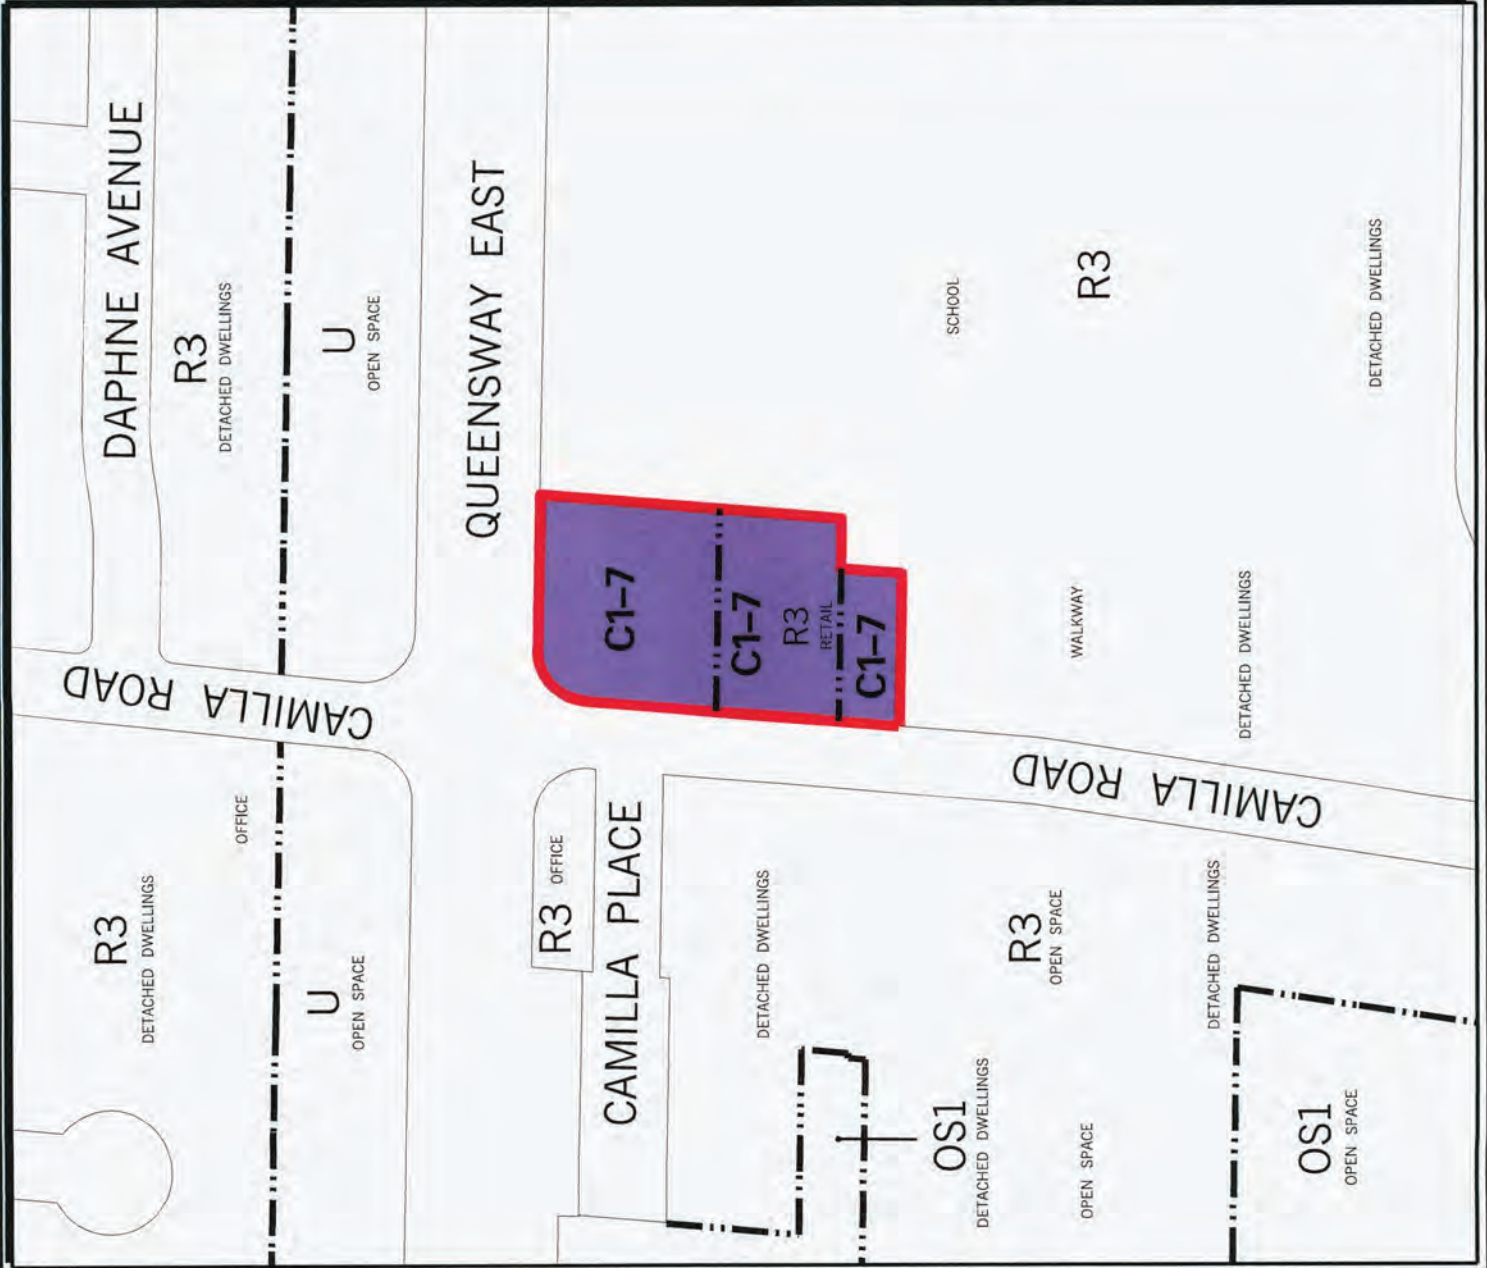 DAPHNE AVENUE
R3
DETACHED DWELLINGS
U
OPEN SPACE
QUEENSWAY EAST
CAMILLA ROAD
OFFICE
R3
DETACHED DWELLINGS
U
OPEN SPACE
C1-7
C1-7
R3
RETAIL
C1-7
SCHOOL
R3
DETACHED DWELLINGS
WALKWAY
DETACHED DWELLINGS
CAMILLA ROAD
R3 OFFICE
CAMILLA PLACE
DETACHED DWELLINGS
R3
OPEN SPACE
DETACHED DWELLINGS
OS1
DETACHED DWELLINGS
OPEN SPACE
OS1
OPEN SPACE